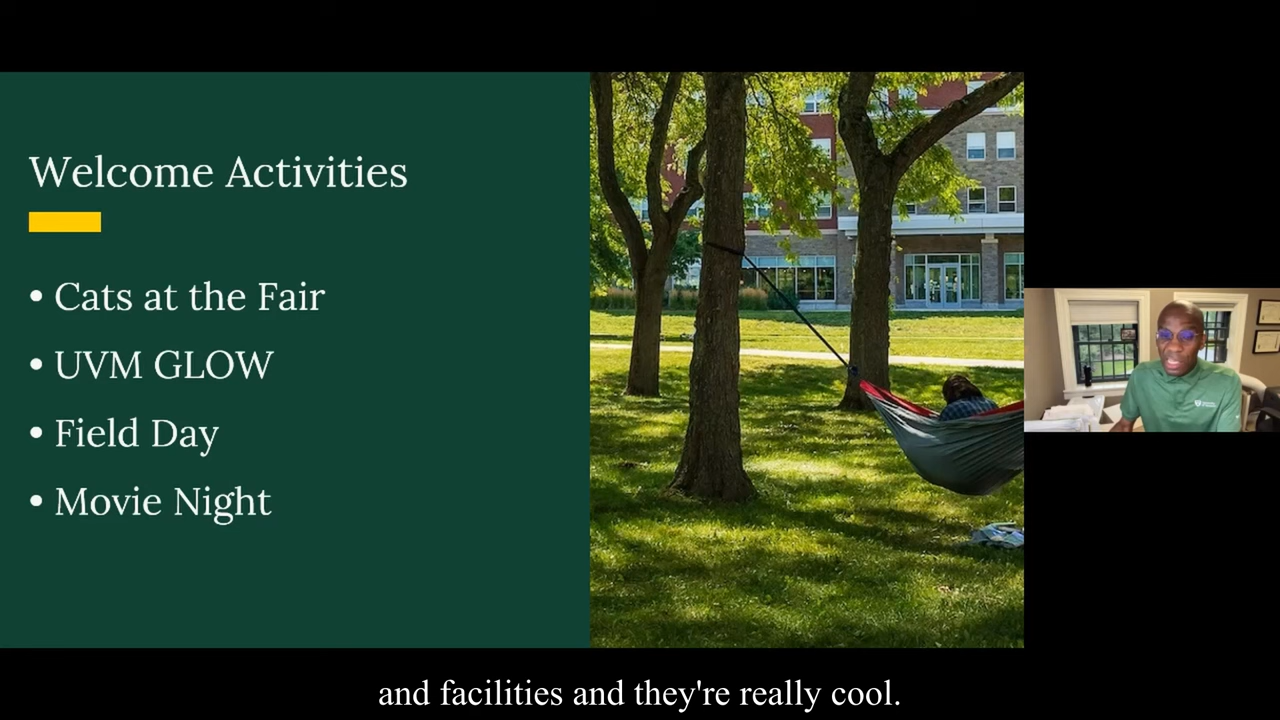 Welcome Activities
• Cats at the Fair
• UVM GLOW
• Field Day
• Movie Night
and facilities and they're really cool.